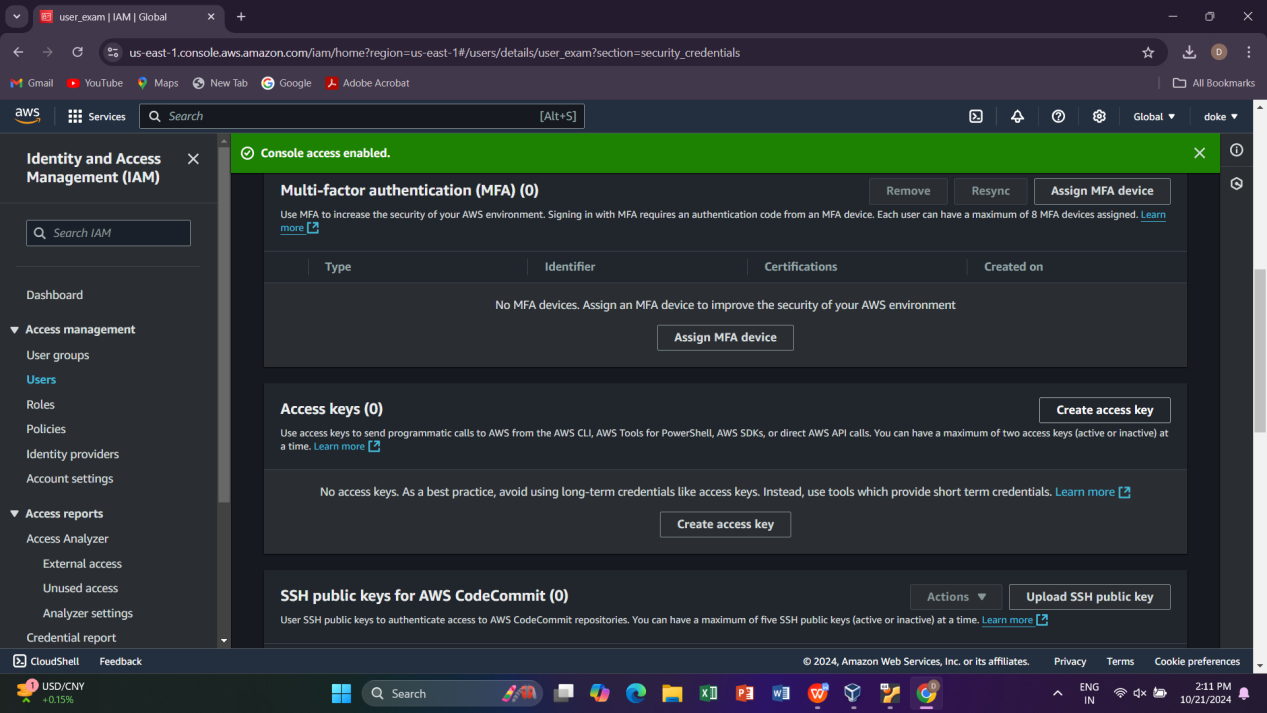 user_exam | IAM | Global
us-east-1.console.aws.amazon.com/iam/home?region=us-east-1#/users/details/user_exam?section=security_credentials
D
Gmail
YouTube
Maps
New Tab
Google
Adobe Acrobat
All Bookmarks
aws
Services
Search
[Alt+S]
Global
doke
Identity and Access
Management (IAM)
Search IAM
Dashboard
Access management
User groups
Users
Roles
Policies
Identity providers
Account settings
Access reports
Access Analyzer
External access
Unused access
Analyzer settings
Credential report
Console access enabled.
Multi-factor authentication (MFA) (0)
Remove
Resync
Assign MFA device
Use MFA to increase the security of your AWS environment. Signing in with MFA requires an authentication code from an MFA device. Each user can have a maximum of 8 MFA devices assigned. Learn
more
Type
Identifier
Certifications
Created on
No MFA devices. Assign an MFA device to improve the security of your AWS environment
Assign MFA device
Access keys (0)
Create access key
Use access keys to send programmatic calls to AWS from the AWS CLI, AWS Tools for PowerShell, AWS SDKs, or direct AWS API calls. You can have a maximum of two access keys (active or inactive) at
a time. Learn more
No access keys. As a best practice, avoid using long-term credentials like access keys. Instead, use tools which provide short term credentials. Learn more
Create access key
SSH public keys for AWS CodeCommit (0)
Actions
Upload SSH public key
User SSH public keys to authenticate access to AWS CodeCommit repositories. You can have a maximum of five SSH public keys (active or inactive) at a time. Learn more
CloudShell
Feedback
© 2024, Amazon Web Services, Inc. or its affiliates.
Privacy
Terms
Cookie preferences
1
USD/CNY
+0.15%
Search
ENG
IN
2:11 PM
10/21/2024